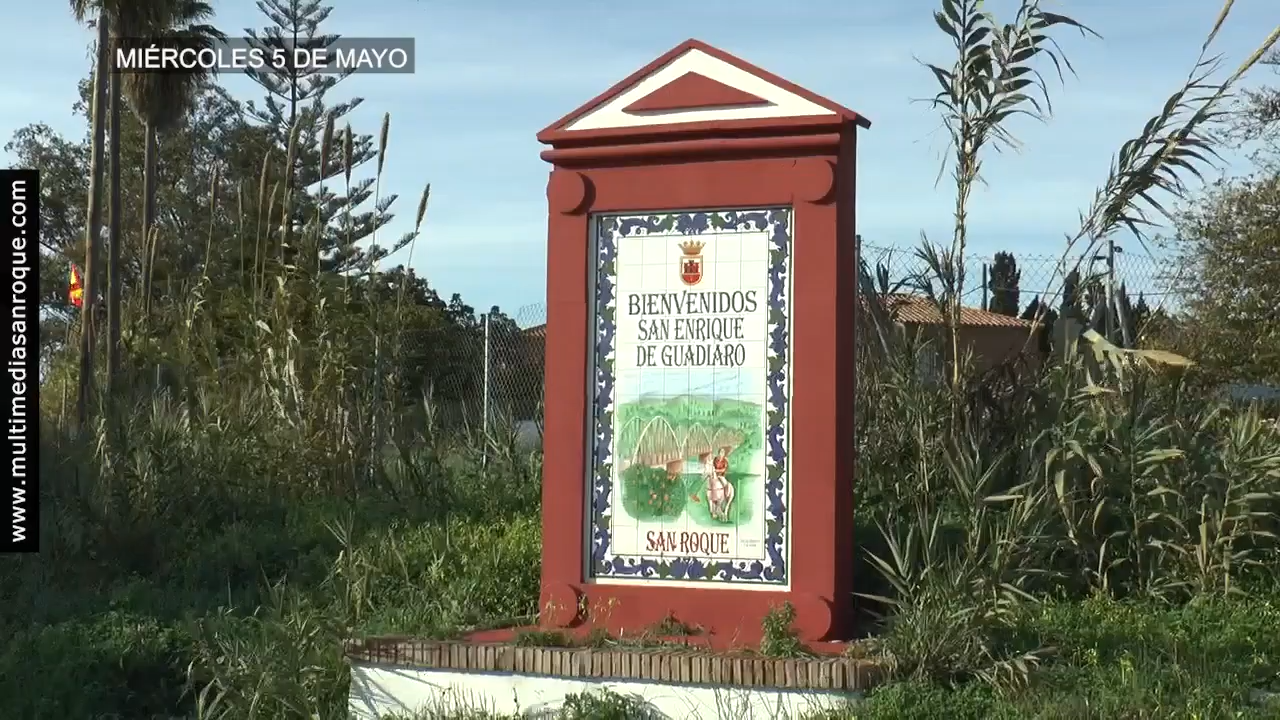 MIÉRCOLES 5 DE MAYO
www.multimediasanroque.com
BIENVENIDOS
SAN ENRIQUE
DE GUADIARO
SAN ROQUE